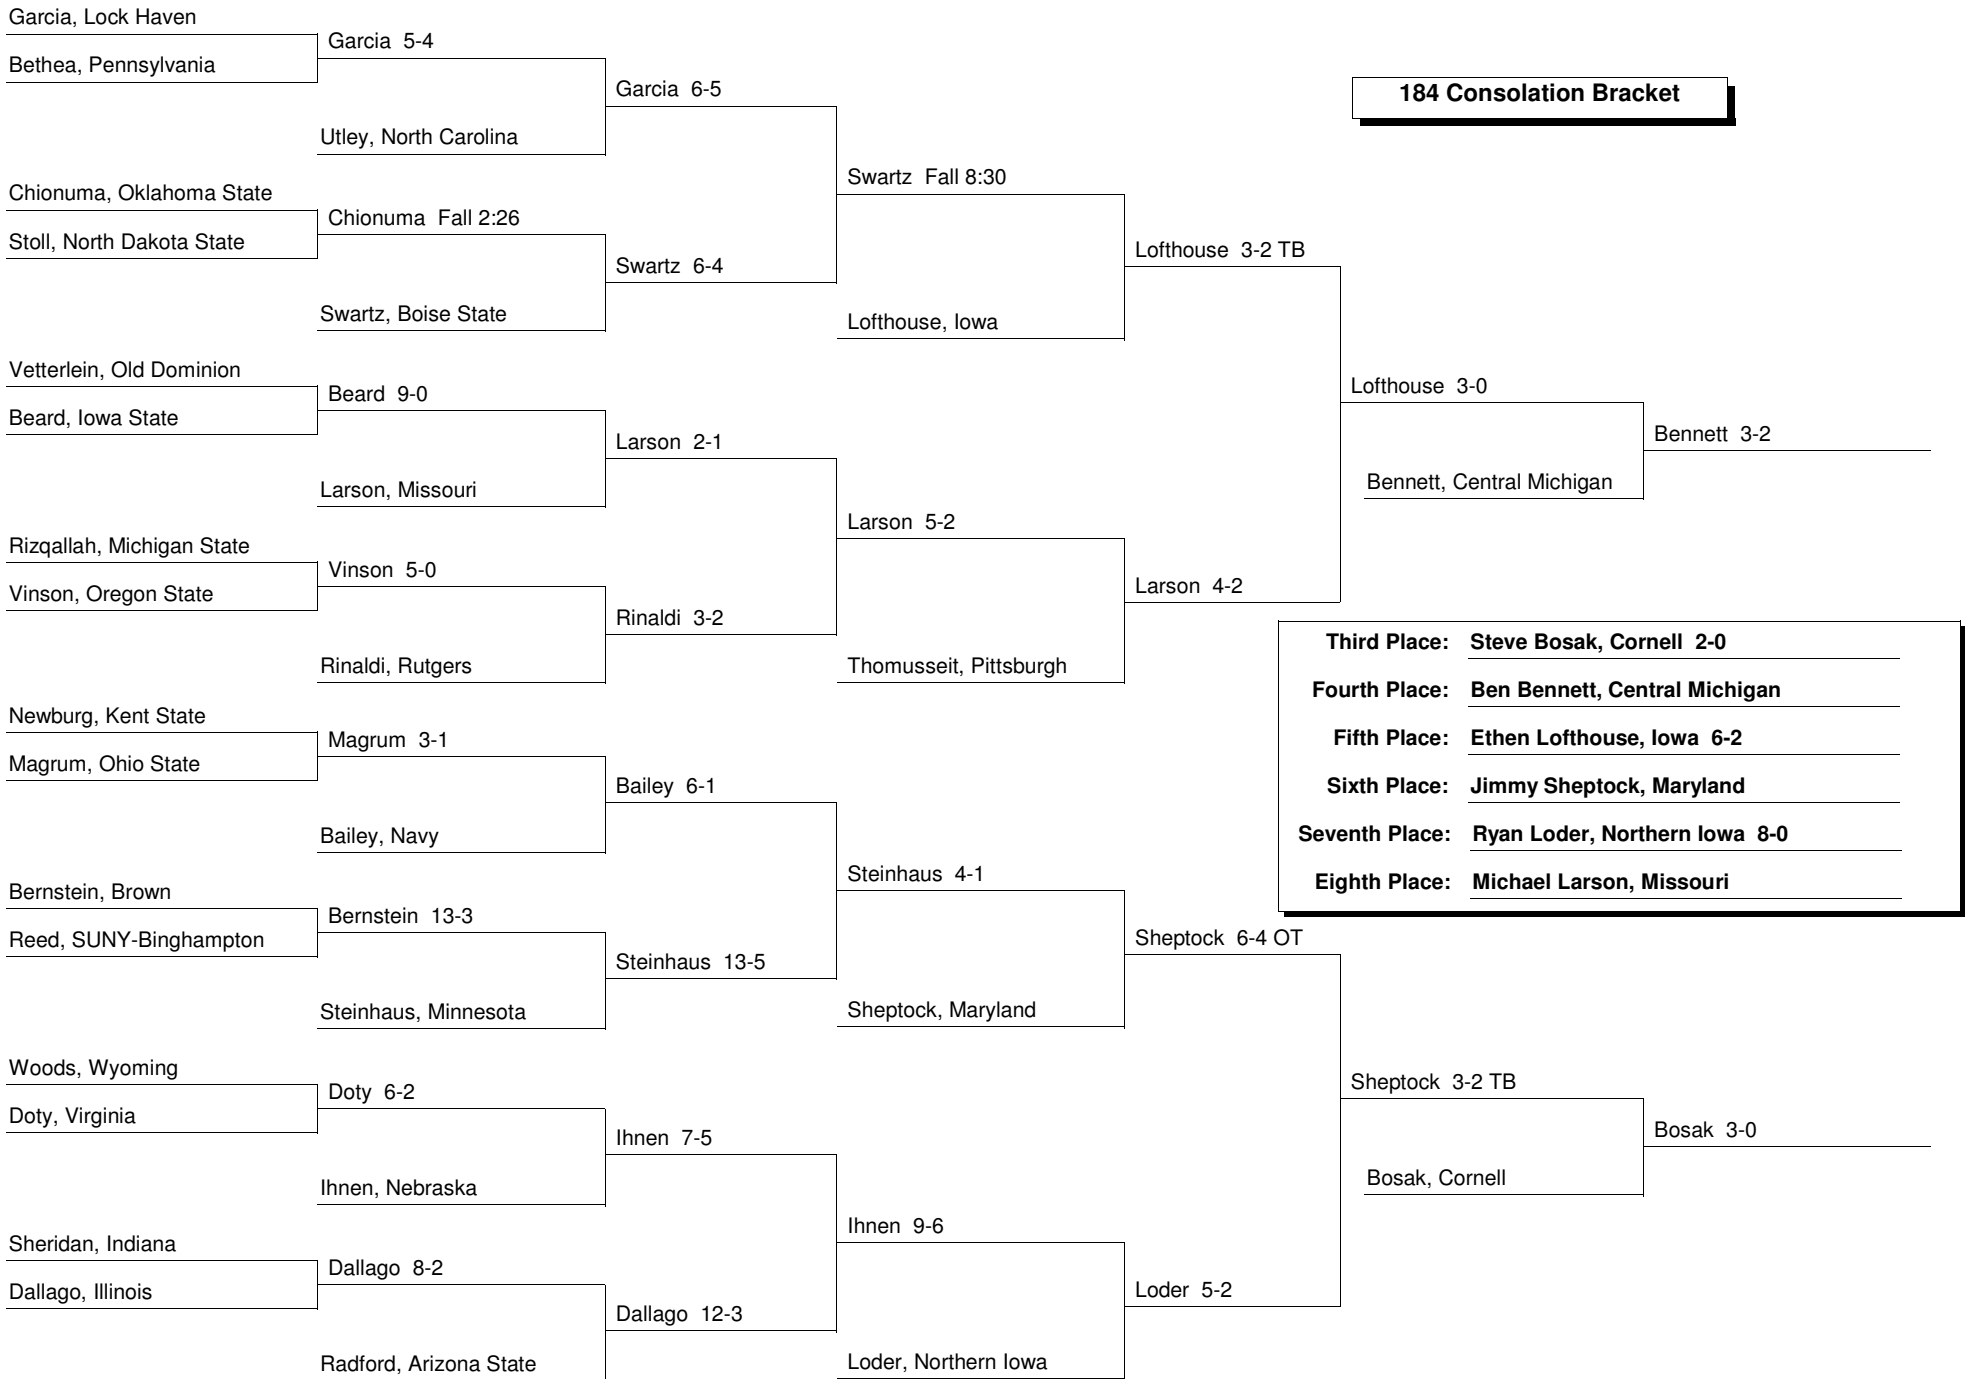 184 Consolation Bracket
Garcia, Lock Haven
Bethea, Pennsylvania
Chionuma, Oklahoma State
Stoll, North Dakota State
Vetterlein, Old Dominion
Beard, Iowa State
Rizqallah, Michigan State
Vinson, Oregon State
Newburg, Kent State
Magrum, Ohio State
Bernstein, Brown
Reed, SUNY-Binghampton
Woods, Wyoming
Doty, Virginia
Sheridan, Indiana
Dallago, Illinois
Garcia 5-4
Utley, North Carolina
Chionuma Fall 2:26
Swartz, Boise State
Beard 9-0
Larson, Missouri
Vinson 5-0
Rinaldi, Rutgers
Magrum 3-1
Bailey, Navy
Bernstein 13-3
Steinhaus, Minnesota
Doty 6-2
Ihnen, Nebraska
Dallago 8-2
Radford, Arizona State
Garcia 6-5
Swartz 6-4
Larson 2-1
Rinaldi 3-2
Bailey 6-1
Steinhaus 13-5
Ihnen 7-5
Dallago 12-3
Swartz Fall 8:30
Lofthouse, Iowa
Larson 5-2
Thomusseit, Pittsburgh
Steinhaus 4-1
Sheptock, Maryland
Ihnen 9-6
Loder, Northern Iowa
Lofthouse 3-2 TB
Larson 4-2
Sheptock 6-4 OT
Loder 5-2
Lofthouse 3-0
Bennett, Central Michigan
Sheptock 3-2 TB
Bosak, Cornell
Bennett 3-2
Bosak 3-0
Third Place: Steve Bosak, Cornell 2-0
Fourth Place: Ben Bennett, Central Michigan
Fifth Place: Ethen Lofthouse, Iowa 6-2
Sixth Place: Jimmy Sheptock, Maryland
Seventh Place: Ryan Loder, Northern Iowa 8-0
Eighth Place: Michael Larson, Missouri